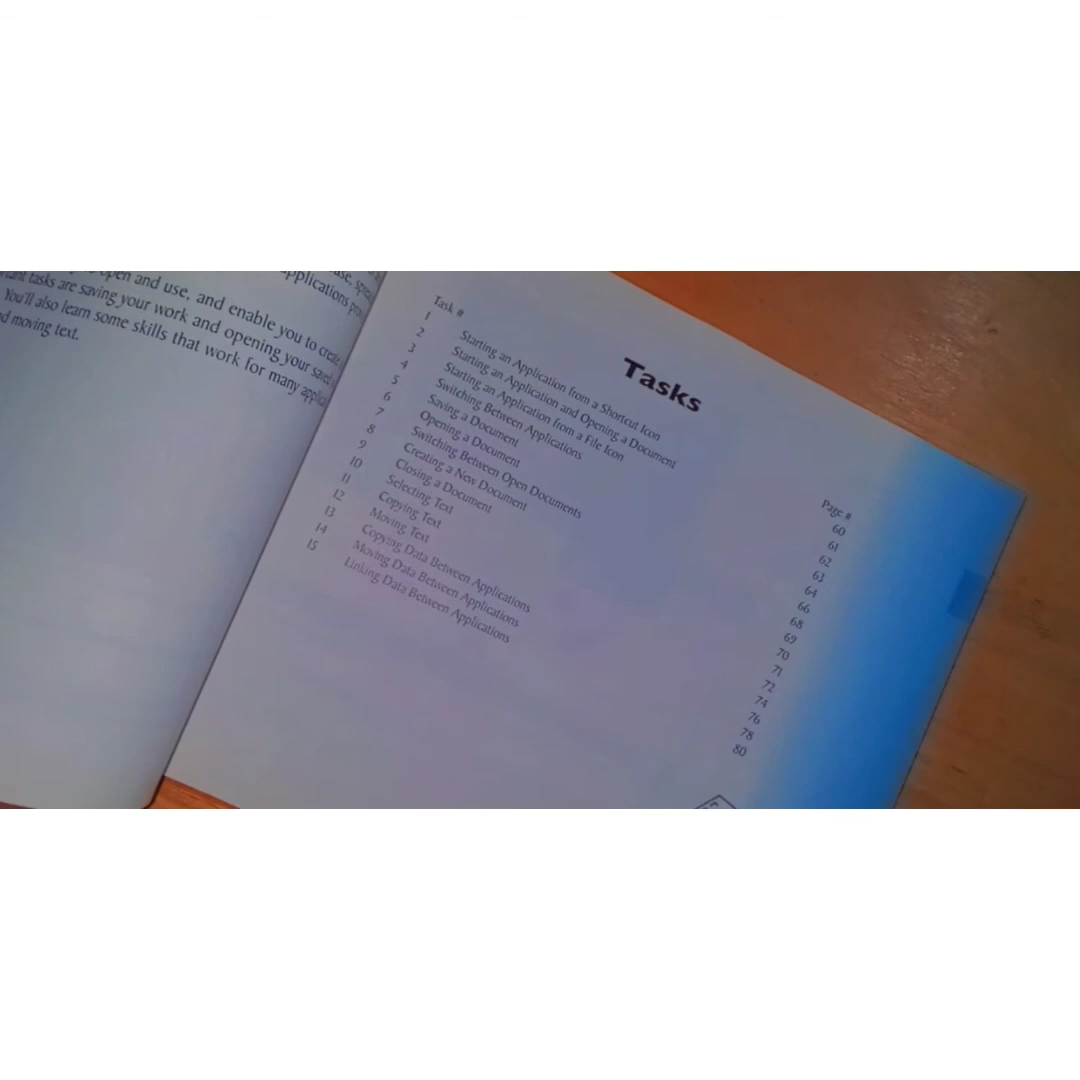 applications
open and use, and enable you to create
tasks are saving your work and opening your saved
You'll also learn some skills that work for many
moving text.
Tasks
Task # Page #
1 Starting an Application from a Shortcut Icon 60
2 Starting an Application and Opening a Document 61
3 Starting an Application from a File Icon 62
4 Switching Between Applications 63
5 Saving a Document 64
6 Opening a Document 66
7 Switching Between Open Documents 68
8 Creating a New Document 69
9 Closing a Document 70
10 Selecting Text 71
11 Copying Text 72
12 Moving Text 74
13 Copying Data Between Applications 76
14 Moving Data Between Applications 78
15 Linking Data Between Applications 80